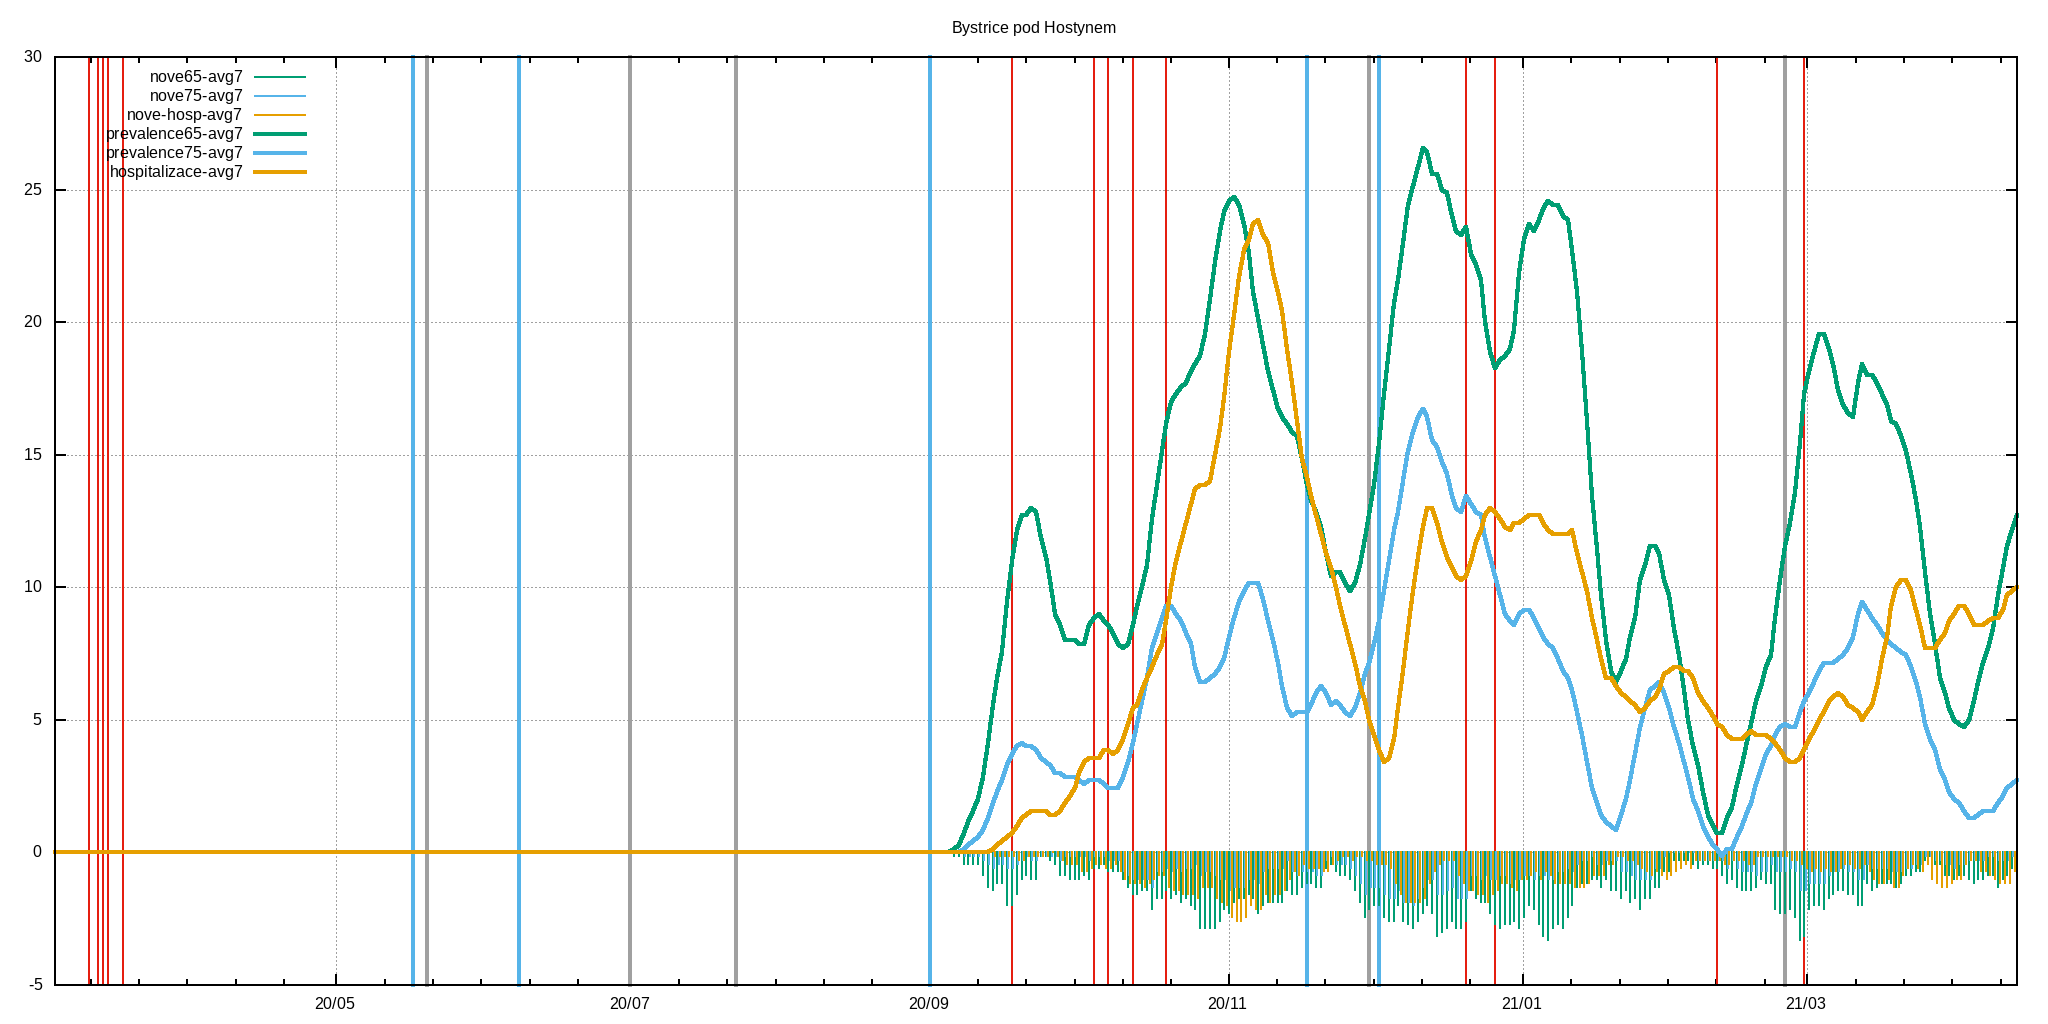 Bystrice pod Hostynem
30
25
20
15
10
5
0
-5
nove65-avg7
nove75-avg7
nove-hosp-avg7
prevalence65-avg7
prevalence75-avg7
hospitalizace-avg7
20/05 20/07 20/09 20/11 21/01 21/03